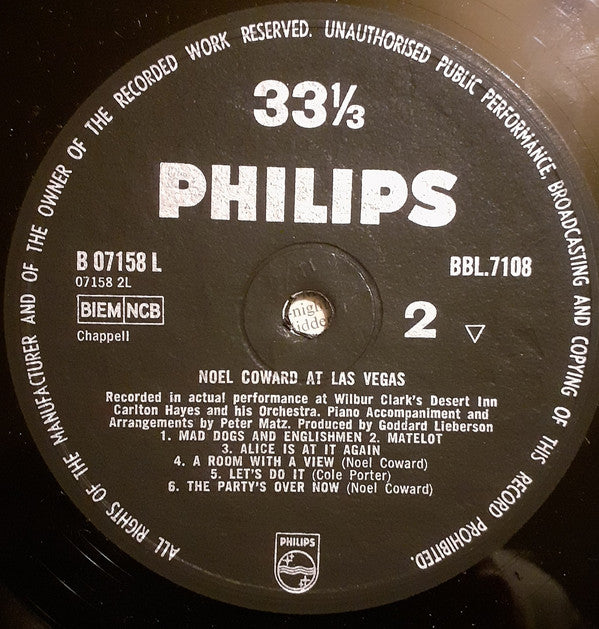 ALL RIGHTS OF THE MANUFACTURER AND OF THE OWNER OF THE RECORDED WORK RESERVED. UNAUTHORISED PUBLIC PERFORMANCE, BROADCASTING AND COPYING OF THIS RECORD PROHIBITED.
33⅓
PHILIPS
B 07158 L
BBL.7108
07158 2L
BIEM NCB
Chappell
2
NOEL COWARD AT LAS VEGAS
Recorded in actual performance at Wilbur Clark's Desert Inn
Carlton Hayes and his Orchestra. Piano Accompaniment and
Arrangements by Peter Matz. Produced by Goddard Lieberson
1. MAD DOGS AND ENGLISHMEN 2. MATELOT
3. ALICE IS AT IT AGAIN
4. A ROOM WITH A VIEW (Noel Coward)
5. LET'S DO IT (Cole Porter)
6. THE PARTY'S OVER NOW (Noel Coward)
PHILIPS